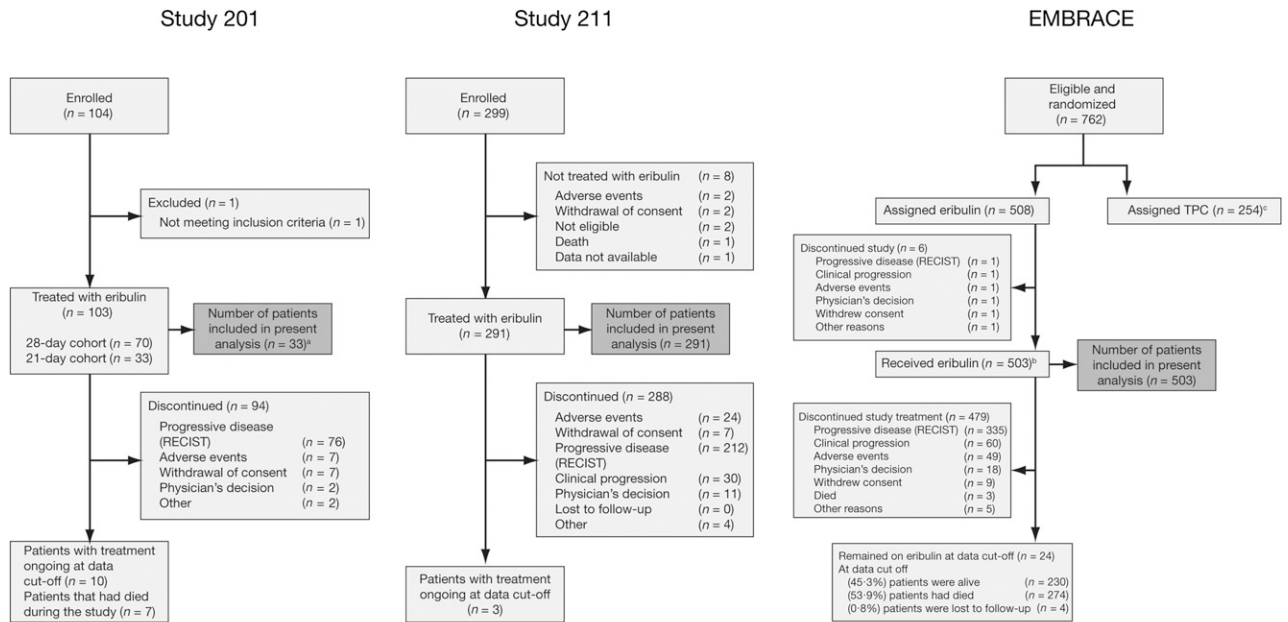 Study 201
Enrolled
(n = 104)
Excluded (n = 1)
Not meeting inclusion criteria (n = 1)
Treated with eribulin
(n = 103)
28-day cohort (n = 70)
21-day cohort (n = 33)
Number of patients
included in present
analysis (n = 33)a
Discontinued (n = 94)
Progressive disease
(RECIST) (n = 76)
Adverse events (n = 7)
Withdrawal of consent (n = 7)
Physician's decision (n = 2)
Other (n = 2)
Patients with treatment
ongoing at data
cut-off (n = 10)
Patients that had died
during the study (n = 7)
Study 211
Enrolled
(n = 299)
Not treated with eribulin (n = 8)
Adverse events (n = 2)
Withdrawal of consent (n = 2)
Not eligible (n = 2)
Death (n = 1)
Data not available (n = 1)
Treated with eribulin
(n = 291)
Number of patients
included in present
analysis (n = 291)
Discontinued (n = 288)
Adverse events (n = 24)
Withdrawal of consent (n = 7)
Progressive disease (n = 212)
(RECIST)
Clinical progression (n = 30)
Physician's decision (n = 11)
Lost to follow-up (n = 0)
Other (n = 4)
Patients with treatment
ongoing at data cut-off
(n = 3)
EMBRACE
Eligible and
randomized
(n = 762)
Assigned eribulin (n = 508)
Assigned TPC (n = 254)c
Discontinued study (n = 6)
Progressive disease (RECIST) (n = 1)
Clinical progression (n = 1)
Adverse events (n = 1)
Physician's decision (n = 1)
Withdrew consent (n = 1)
Other reasons (n = 1)
Received eribulin (n = 503)b
Number of patients
included in present
analysis (n = 503)
Discontinued study treatment (n = 479)
Progressive disease (RECIST) (n = 335)
Clinical progression (n = 60)
Adverse events (n = 49)
Physician's decision (n = 18)
Withdrew consent (n = 9)
Died (n = 3)
Other reasons (n = 5)
Remained on eribulin at data cut-off (n = 24)
At data cut off
(45·3%) patients were alive (n = 230)
(53·9%) patients had died (n = 274)
(0·8%) patients were lost to follow-up (n = 4)